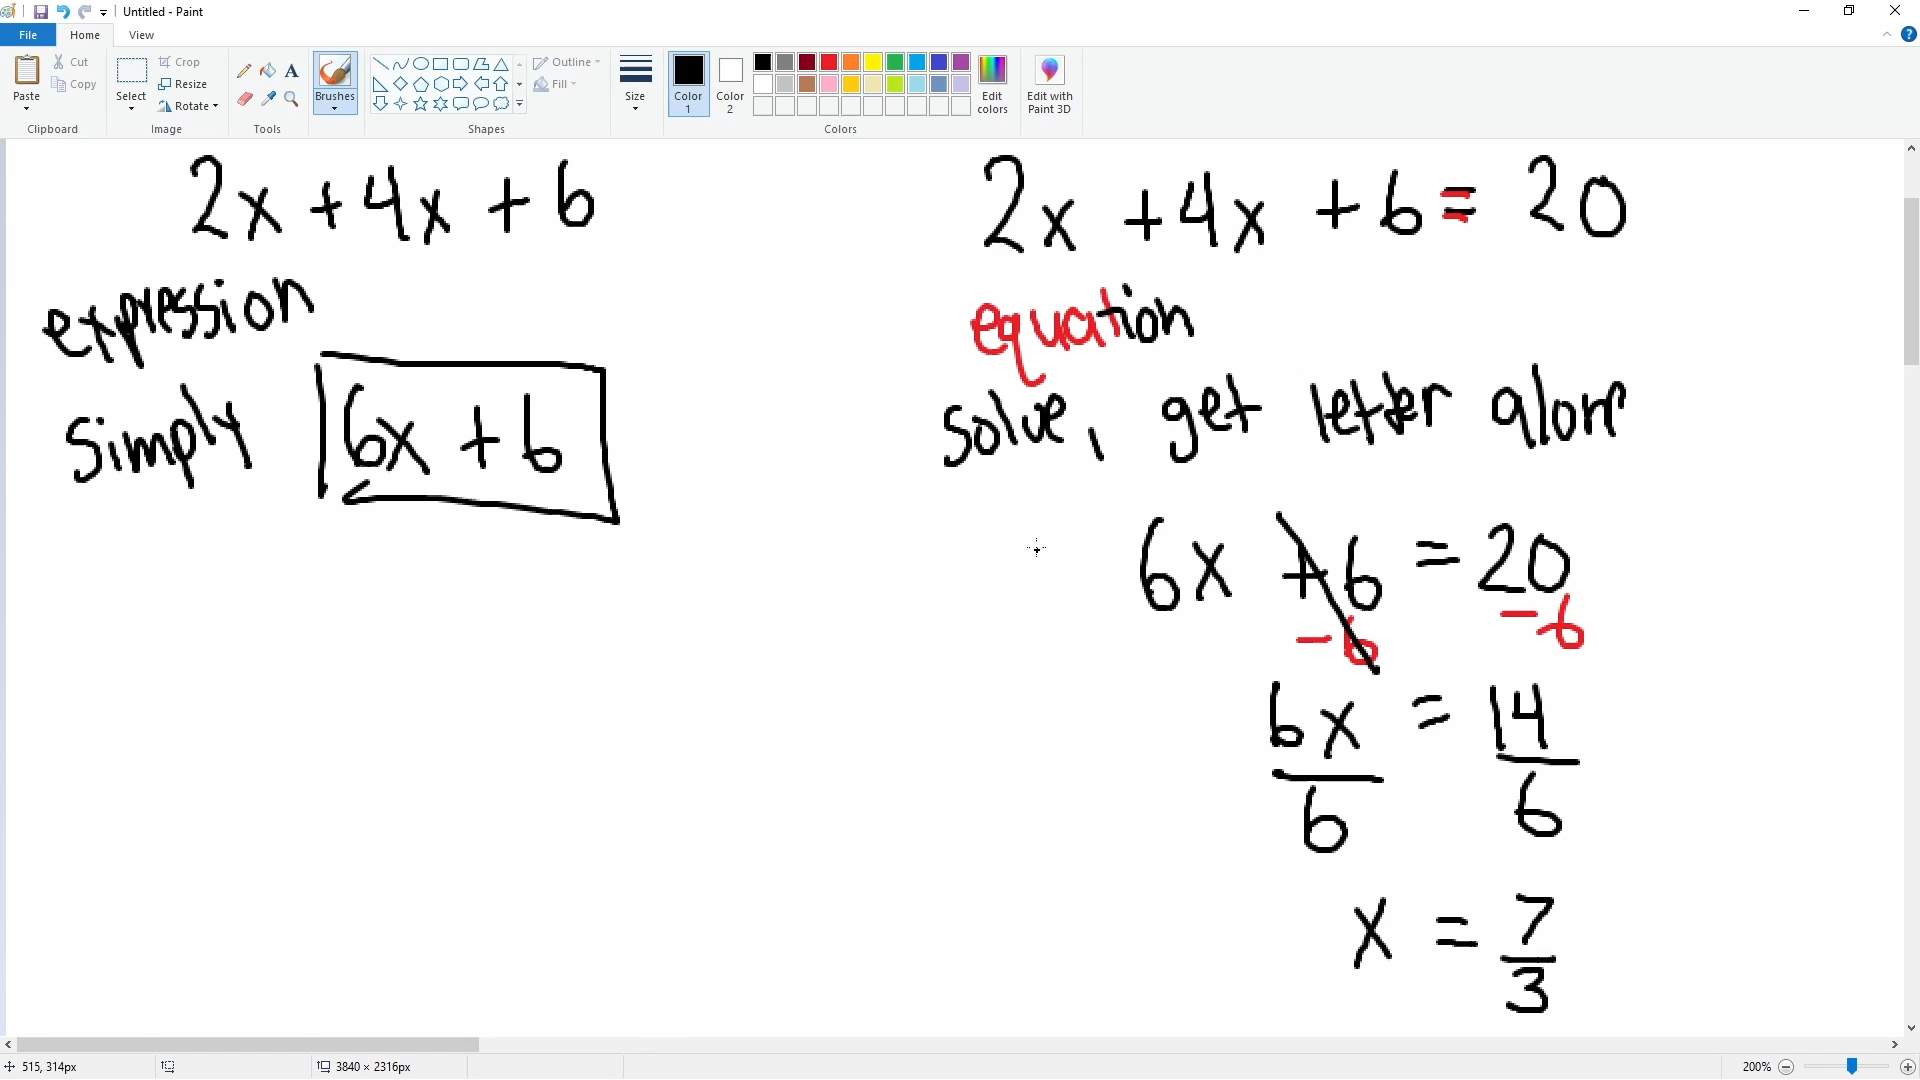 Untitled - Paint
File Home View
Paste
Cut
Copy
Clipboard
Select
Crop
Resize
Rotate
Image
A
Tools
Brushes
Shapes
Outline
Fill
Size
Color 1
Color 2
Colors
Edit colors
Edit with Paint 3D
2x + 4x + 6
expression
simply 6x + 6
2x + 4x + 6 = 20
equation
solve, get letter alone
6x + 6 = 20
- 6 - 6
6x = 14
6 6
x = 7
3
515, 314px
3840 × 2316px
200%